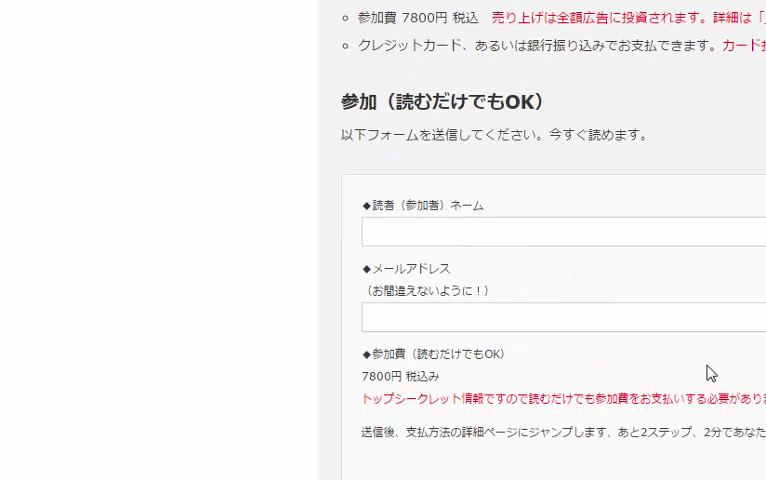 参加費 7800円 税込　売り上げは全額広告に投資されます。詳細は「
クレジットカード、あるいは銀行振り込みでお支払できます。カード
参加（読むだけでもOK）
以下フォームを送信してください。今すぐ読めます。
◆読者（参加者）ネーム
◆メールアドレス
（お間違えないように！）
◆参加費（読むだけでもOK）
7800円 税込み
トップシークレット情報ですので読むだけでも参加費をお支払いする必要があり
送信後、支払方法の詳細ページにジャンプします、あと2ステップ、2分であなた